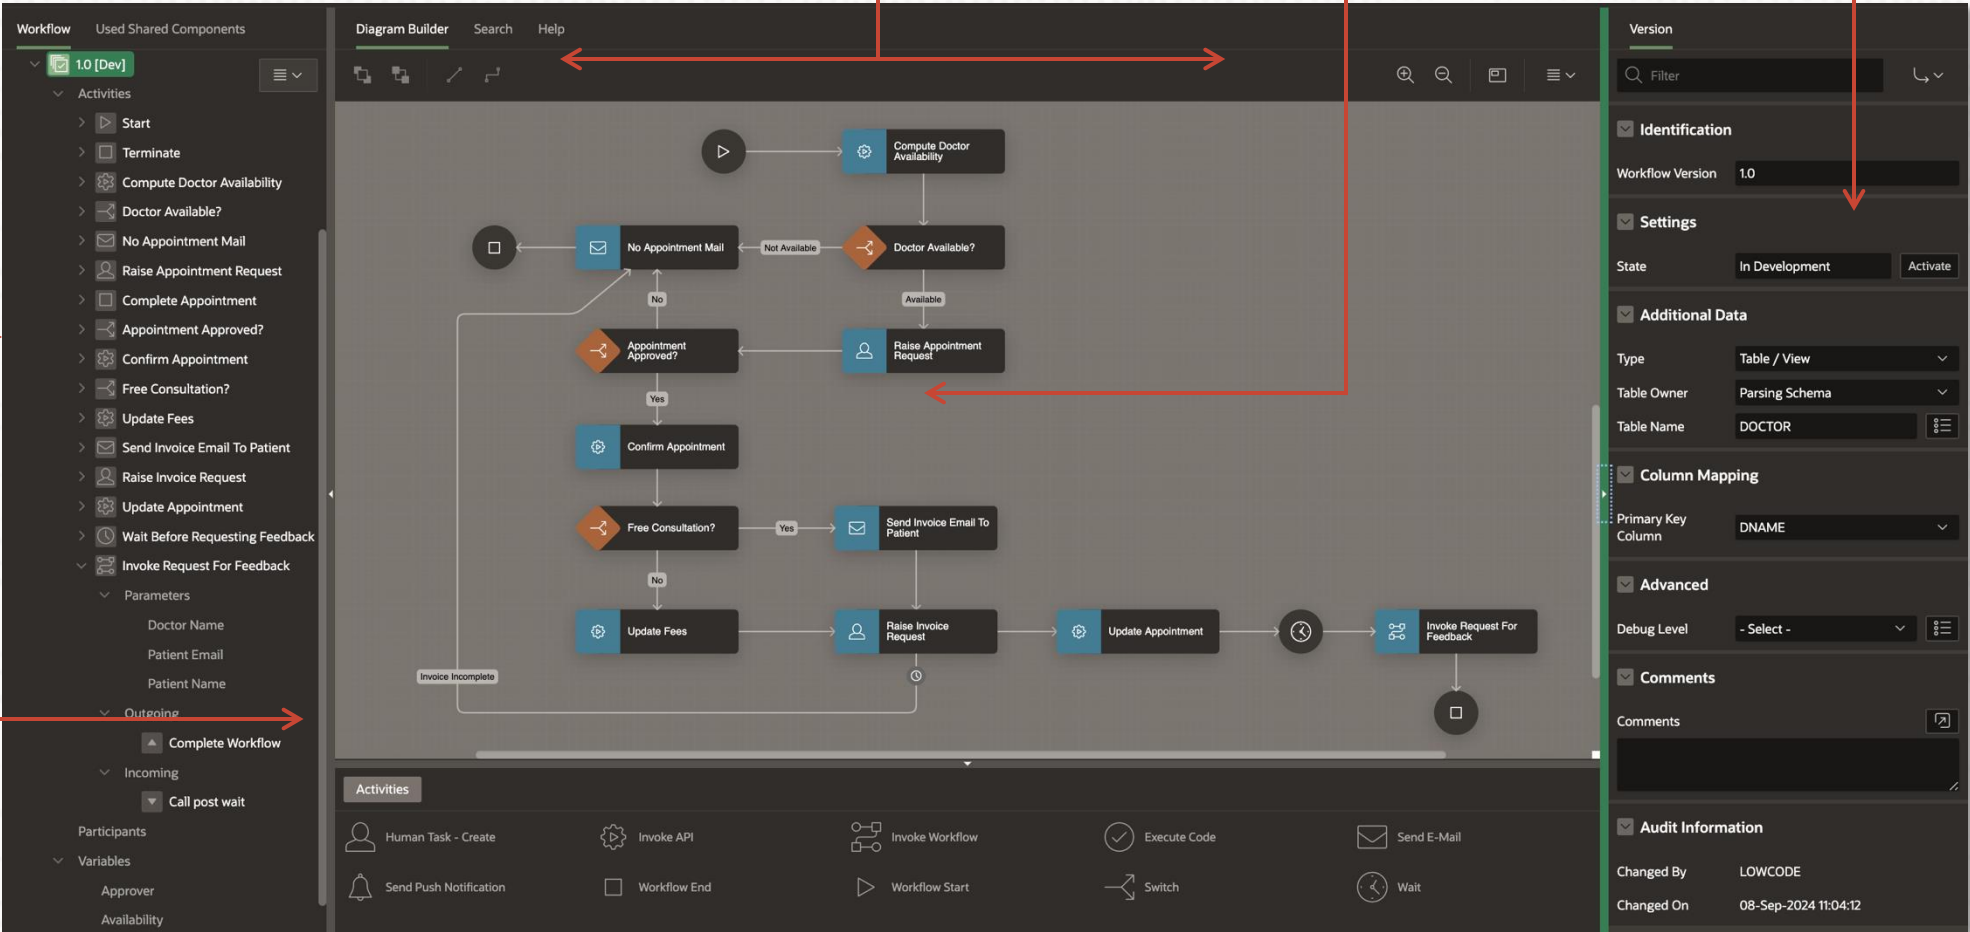 Workflow
Used Shared Components
1.0 [Dev]
Activities
Start
Terminate
Compute Doctor Availability
Doctor Available?
No Appointment Mail
Raise Appointment Request
Complete Appointment
Appointment Approved?
Confirm Appointment
Free Consultation?
Update Fees
Send Invoice Email To Patient
Raise Invoice Request
Update Appointment
Wait Before Requesting Feedback
Invoke Request For Feedback
Parameters
Doctor Name
Patient Email
Patient Name
Outgoing
Complete Workflow
Incoming
Call post wait
Participants
Variables
Approver
Availability
Diagram Builder
Search
Help
Compute Doctor
Availability
No Appointment Mail
Not Available
Doctor Available?
No
Available
Appointment
Approved?
Raise Appointment
Request
Yes
Confirm Appointment
Free Consultation?
Yes
Send Invoice Email To
Patient
No
Update Fees
Raise Invoice
Request
Update Appointment
Invoke Request For
Feedback
Invoice Incomplete
Activities
Human Task - Create
Invoke API
Invoke Workflow
Execute Code
Send E-Mail
Send Push Notification
Workflow End
Workflow Start
Switch
Wait
Version
Filter
Identification
Workflow Version
1.0
Settings
State
In Development
Activate
Additional Data
Type
Table / View
Table Owner
Parsing Schema
Table Name
DOCTOR
Column Mapping
Primary Key
Column
DNAME
Advanced
Debug Level
- Select -
Comments
Comments
Audit Information
Changed By
LOWCODE
Changed On
08-Sep-2024 11:04:12